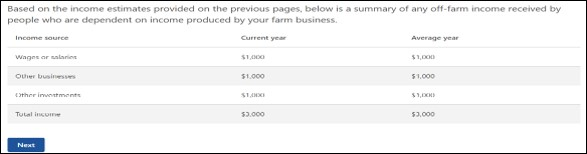 Based on the income estimates provided on the previous pages, below is a summary of any off-farm income received by
people who are dependent on income produced by your farm business.
Income source Current year Average year
Wages or salaries $1,000 $1,000
Other businesses $1,000 $1,000
Other investments $1,000 $1,000
Total income $3,000 $3,000
Next